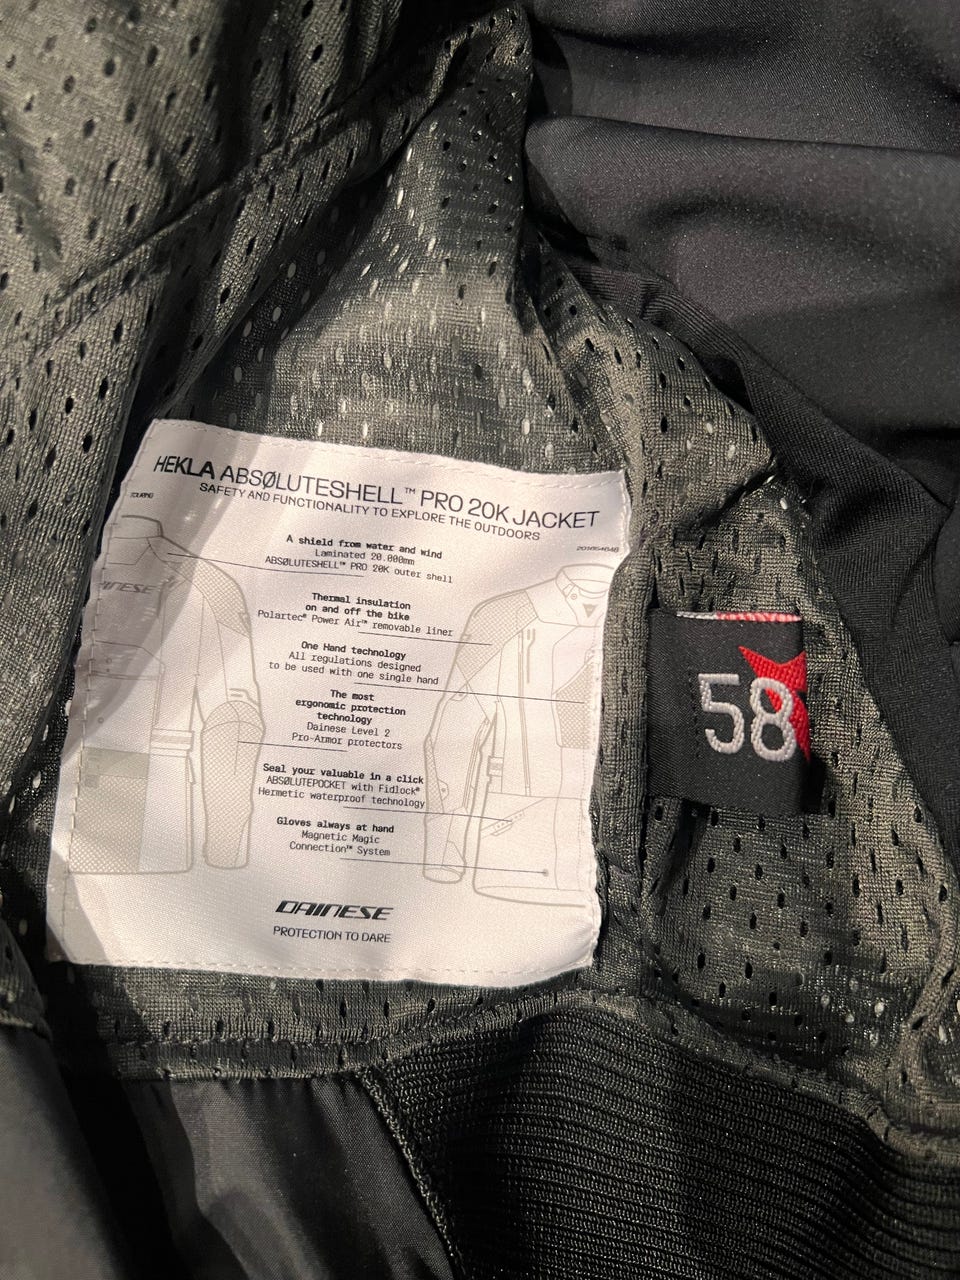 HEKLA ABSØLUTESHELL™ PRO 20K JACKET
SAFETY AND FUNCTIONALITY TO EXPLORE THE OUTDOORS
TOURING
A shield from water and wind
Laminated 20.000mm
ABSØLUTESHELL™ PRO 20K outer shell
Thermal insulation
on and off the bike
Polartec® Power Air™ removable liner
One Hand technology
All regulations designed
to be used with one single hand
The most
ergonomic protection
technology
Dainese Level 2
Pro-Armor protectors
Seal your valuable in a click
ABSØLUTEPOCKET with Fidlock®
Hermetic waterproof technology
Gloves always at hand
Magnetic Magic
Connection™ System
DAINESE
PROTECTION TO DARE
DAINESE
58